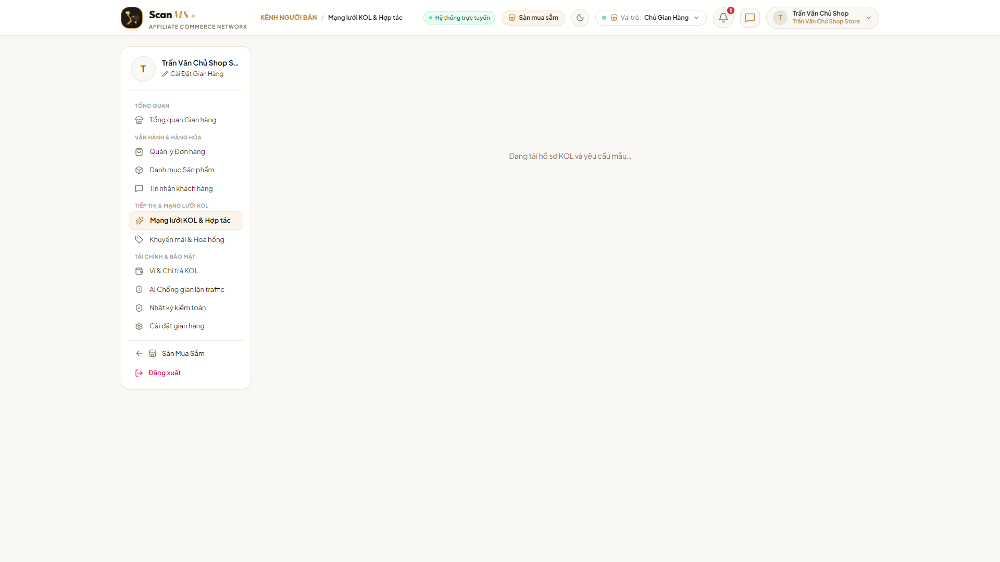 ScanMS
AFFILIATE COMMERCE NETWORK
KÊNH NGƯỜI BÁN / Mạng lưới KOL & Hợp tác
Hệ thống trực tuyến
Sàn mua sắm
Vai trò: Chủ Gian Hàng
1
T
Trần Văn Chủ Shop
Trần Văn Chủ Shop Store
T
Trần Văn Chủ Shop S...
Cài Đặt Gian Hàng
TỔNG QUAN
Tổng quan Gian hàng
VẬN HÀNH & HÀNG HÓA
Quản lý Đơn hàng
Danh mục Sản phẩm
Tin nhắn khách hàng
TIẾP THỊ & MẠNG LƯỚI KOL
Mạng lưới KOL & Hợp tác
Khuyến mãi & Hoa hồng
TÀI CHÍNH & BẢO MẬT
Ví & Chi trả KOL
AI Chống gian lận traffic
Nhật ký kiểm toán
Cài đặt gian hàng
Sàn Mua Sắm
Đăng xuất
Đang tải hồ sơ KOL và yêu cầu mẫu...